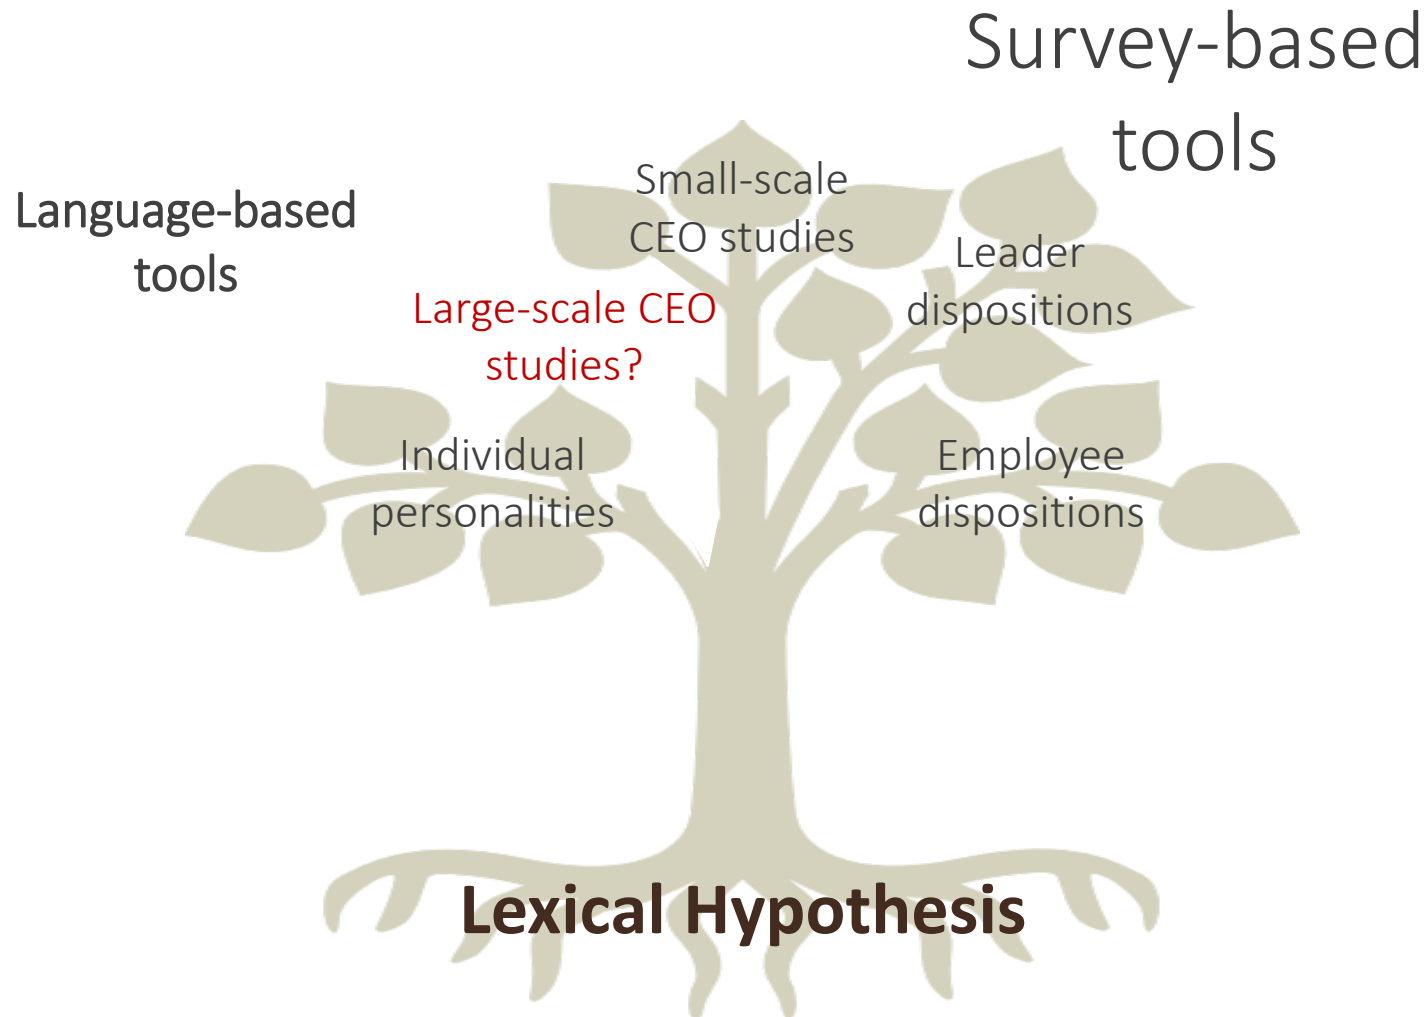 Survey-based
tools
Language-based
tools
Small-scale
CEO studies
Leader
dispositions
Large-scale CEO
studies?
Individual
personalities
Employee
dispositions
Lexical Hypothesis